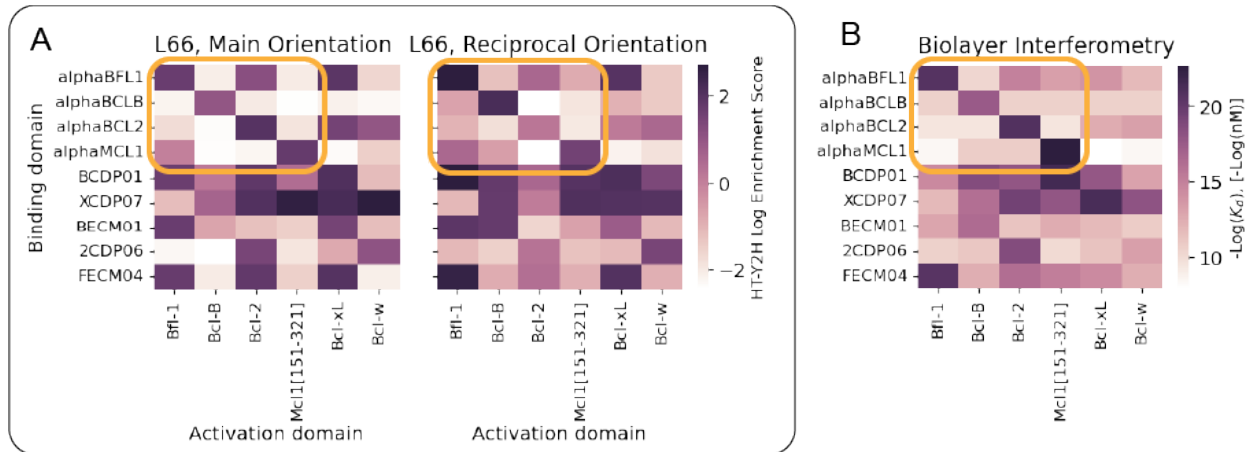 A
L66, Main Orientation
L66, Reciprocal Orientation
alphaBFL1
alphaBCLB
alphaBCL2
alphaMCL1
BCDP01
XCDP07
BECM01
2CDP06
FECM04
Binding domain
Bfl-1
Bcl-B
Bcl-2
Mcl1[151-321]
Bcl-xL
Bcl-w
Activation domain
Bfl-1
Bcl-B
Bcl-2
Mcl1[151-321]
Bcl-xL
Bcl-w
Activation domain
2
0
−2
HT-Y2H Log Enrichment Score
B
Biolayer Interferometry
alphaBFL1
alphaBCLB
alphaBCL2
alphaMCL1
BCDP01
XCDP07
BECM01
2CDP06
FECM04
Bfl-1
Bcl-B
Bcl-2
Mcl1[151-321]
Bcl-xL
Bcl-w
20
15
10
-Log(Kd), [-Log(nM)]